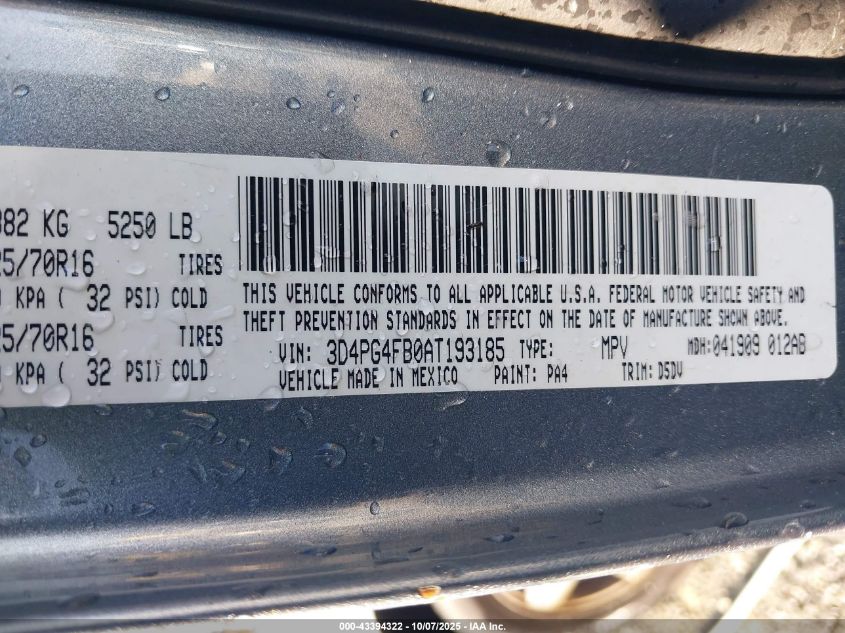 882 KG 5250 LB
25/70R16 TIRES
KPA ( 32 PSI) COLD
25/70R16 TIRES
KPA ( 32 PSI) COLD
THIS VEHICLE CONFORMS TO ALL APPLICABLE U.S.A. FEDERAL MOTOR VEHICLE SAFETY AND
THEFT PREVENTION STANDARDS IN EFFECT ON THE DATE OF MANUFACTURE SHOWN ABOVE.
VIN: 3D4PG4FB0AT193185 TYPE: MPV MDH:041909 012AB
VEHICLE MADE IN MEXICO PAINT: PA4 TRIM: D5DV
000-43394322 | 10/07/2025 | IAA Inc.